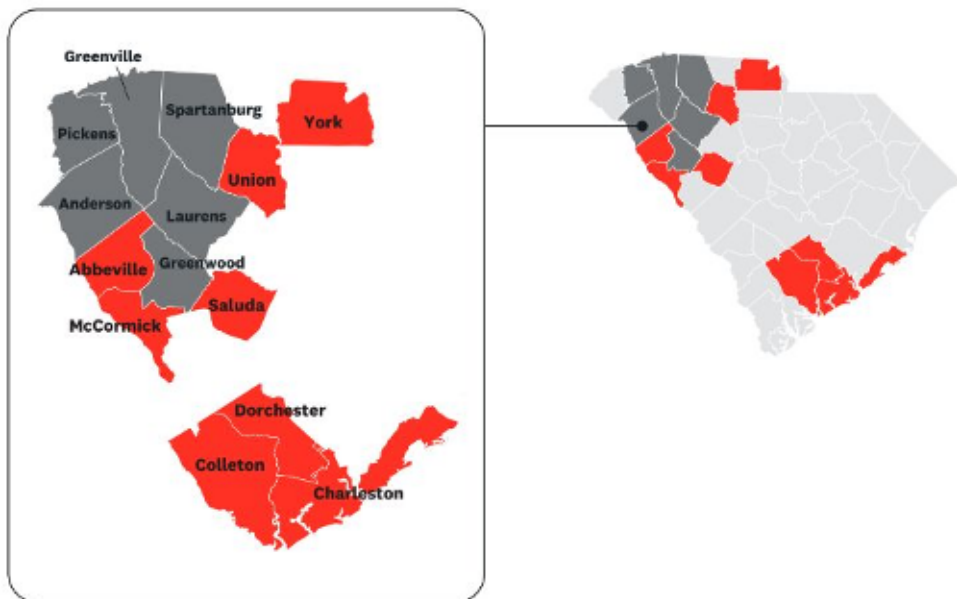 Greenville
Spartanburg
York
Pickens
Union
Anderson
Laurens
Abbeville
Greenwood
Saluda
McCormick
Dorchester
Colleton
Charleston